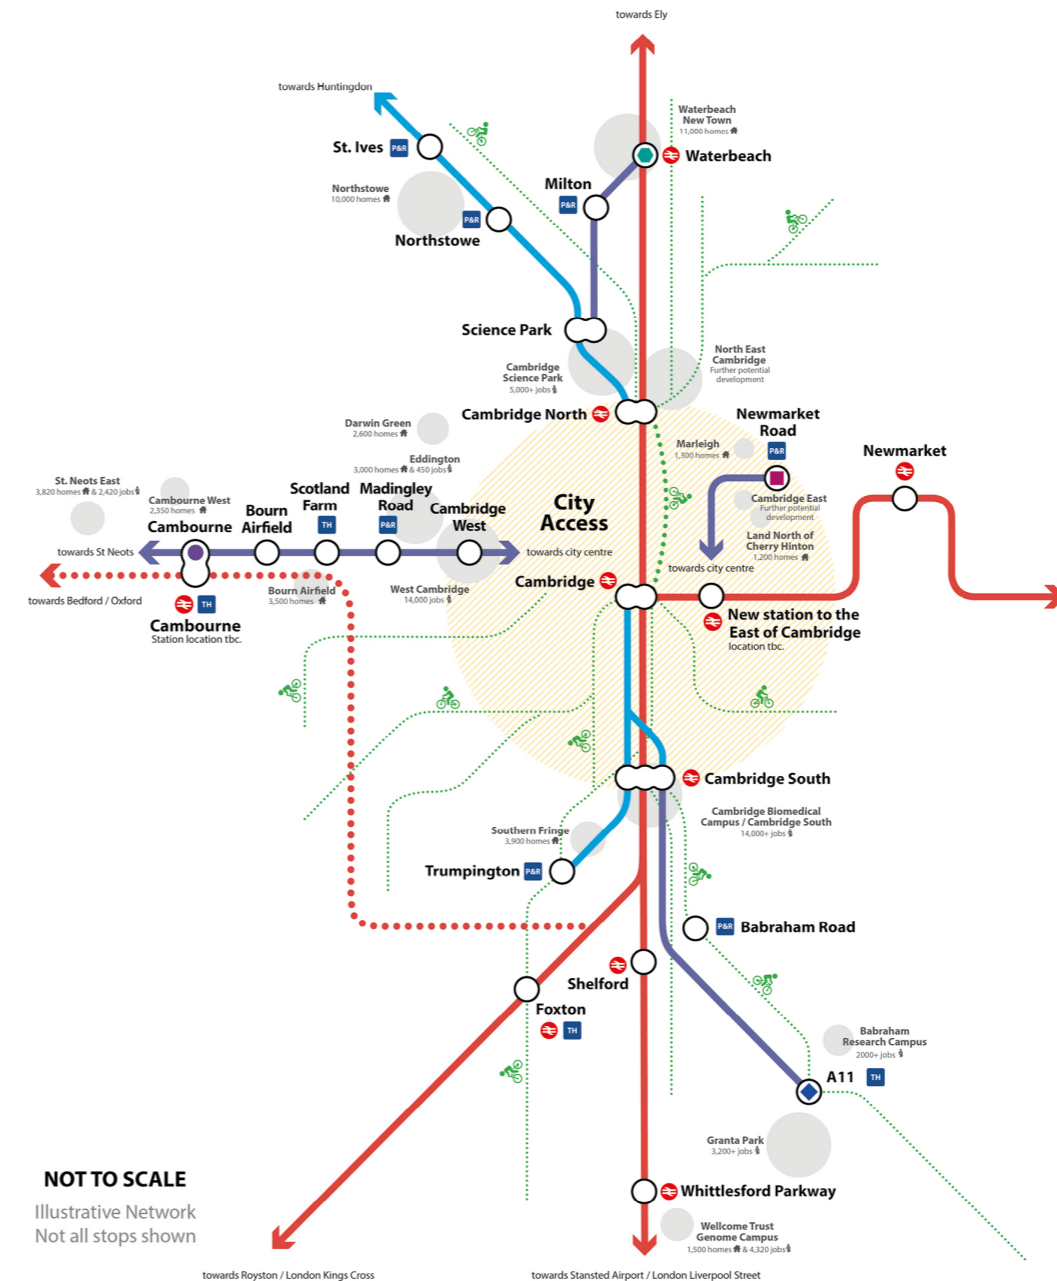 towards Ely
towards Huntingdon
St. Ives P&R
Waterbeach
New Town
11,000 homes
Waterbeach
Milton
P&R
Northstowe
10,000 homes
P&R
Northstowe
Science Park
Cambridge
Science Park
5,000+ jobs
North East
Cambridge
Further potential
development
Cambridge North
Darwin Green
2,600 homes
Newmarket
Road
P&R
Marleigh
1,300 homes
Newmarket
Eddington
3,000 homes & 450 jobs
St. Neots East
3,820 homes & 2,420 jobs
Cambourne West
2,350 homes
Cambourne
Bourn
Airfield
Scotland
Farm
TH
Madingley
Road
P&R
Cambridge
West
City
Access
Cambridge East
Further potential
development
Land North of
Cherry Hinton
1,200 homes
towards St Neots
towards city centre
towards city centre
Cambridge
towards Bedford / Oxford
Bourn Airfield
3,500 homes
West Cambridge
14,000 jobs
TH
Cambourne
Station location tbc.
New station to the
East of Cambridge
location tbc.
Cambridge South
Cambridge Biomedical
Campus / Cambridge South
14,000+ jobs
Southern Fringe
3,900 homes
Trumpington P&R
P&R Babraham Road
Shelford
Foxton
TH
Babraham
Research Campus
2000+ jobs
A11 TH
Granta Park
3,200+ jobs
Whittlesford Parkway
Wellcome Trust
Genome Campus
1,500 homes & 4,320 jobs
NOT TO SCALE
Illustrative Network
Not all stops shown
towards Royston / London Kings Cross
towards Stansted Airport / London Liverpool Street